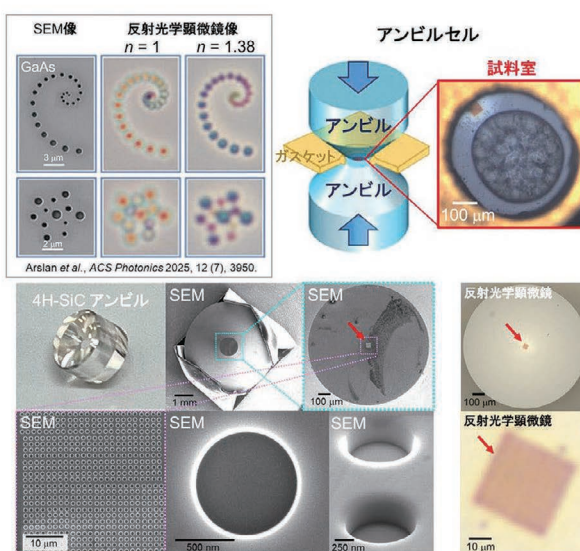 SEM像
反射光学顕微鏡像
n = 1
n = 1.38
GaAs
3 μm
2 μm
Arslan et al., ACS Photonics 2025, 12 (7), 3950.
アンビルセル
アンビル
ガスケット
アンビル
試料室
100 μm
4H-SiC アンビル
SEM
1 mm
SEM
100 μm
反射光学顕微鏡
100 μm
SEM
10 μm
SEM
500 nm
SEM
250 nm
反射光学顕微鏡
10 μm